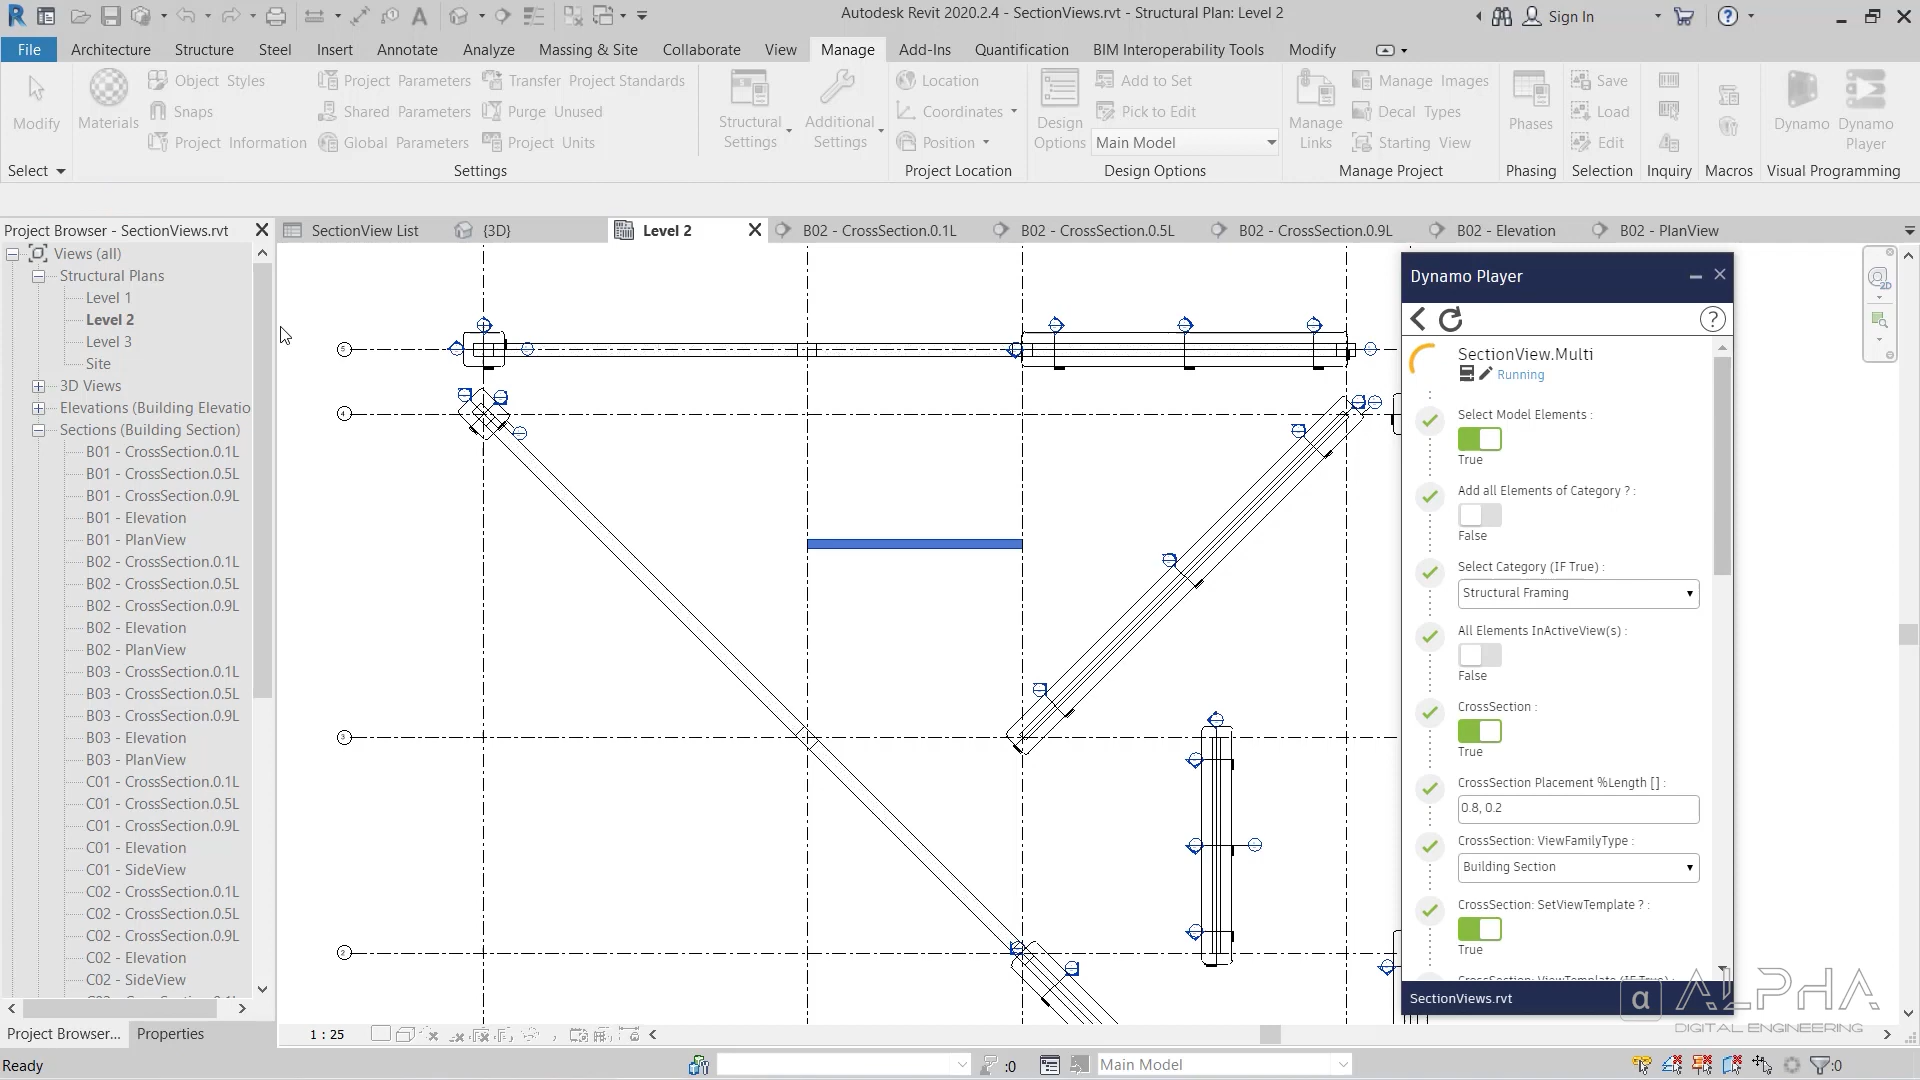 Autodesk Revit 2020.2.4 - SectionViews.rvt - Structural Plan: Level 2
Sign In
File
Architecture
Structure
Steel
Insert
Annotate
Analyze
Massing & Site
Collaborate
View
Manage
Add-Ins
Quantification
BIM Interoperability Tools
Modify
Modify
Materials
Object Styles
Snaps
Project Information
Project Parameters
Shared Parameters
Global Parameters
Transfer Project Standards
Purge Unused
Project Units
Structural Settings
Additional Settings
Location
Coordinates
Position
Design Options
Add to Set
Pick to Edit
Main Model
Manage Links
Manage Images
Decal Types
Starting View
Phases
Save
Load
Edit
Dynamo
Dynamo Player
Select
Settings
Project Location
Design Options
Manage Project
Phasing
Selection
Inquiry
Macros
Visual Programming
Project Browser - SectionViews.rvt
SectionView List
{3D}
Level 2
B02 - CrossSection.0.1L
B02 - CrossSection.0.5L
B02 - CrossSection.0.9L
B02 - Elevation
B02 - PlanView
Views (all)
Structural Plans
Level 1
Level 2
Level 3
Site
3D Views
Elevations (Building Elevatio
Sections (Building Section)
B01 - CrossSection.0.1L
B01 - CrossSection.0.5L
B01 - CrossSection.0.9L
B01 - Elevation
B01 - PlanView
B02 - CrossSection.0.1L
B02 - CrossSection.0.5L
B02 - CrossSection.0.9L
B02 - Elevation
B02 - PlanView
B03 - CrossSection.0.1L
B03 - CrossSection.0.5L
B03 - CrossSection.0.9L
B03 - Elevation
B03 - PlanView
C01 - CrossSection.0.1L
C01 - CrossSection.0.5L
C01 - CrossSection.0.9L
C01 - Elevation
C01 - SideView
C02 - CrossSection.0.1L
C02 - CrossSection.0.5L
C02 - CrossSection.0.9L
C02 - Elevation
C02 - SideView
Project Browser...
Properties
5
4
3
2
Dynamo Player
SectionView.Multi
Running
Select Model Elements :
True
Add all Elements of Category ? :
False
Select Category (IF True) :
Structural Framing
All Elements InActiveView(s) :
False
CrossSection :
True
CrossSection Placement %Length [] :
0.8, 0.2
CrossSection: ViewFamilyType :
Building Section
CrossSection: SetViewTemplate ? :
True
SectionViews.rvt
α ALPHA
DIGITAL ENGINEERING
1 : 25
Ready
:0
Main Model
:0